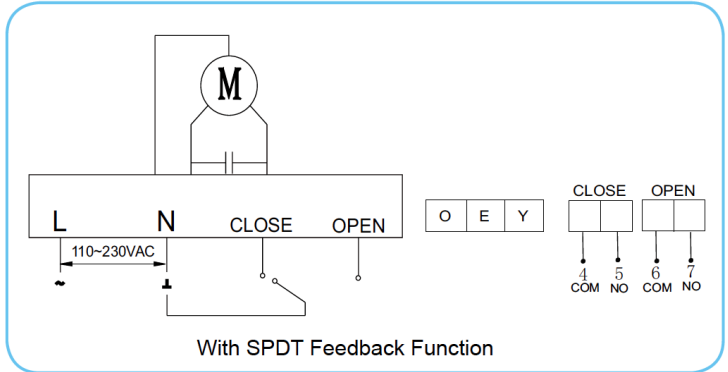 M
L N CLOSE OPEN
110~230VAC
~
O E Y
CLOSE OPEN
4 5 6 7
COM NO COM NO
With SPDT Feedback Function